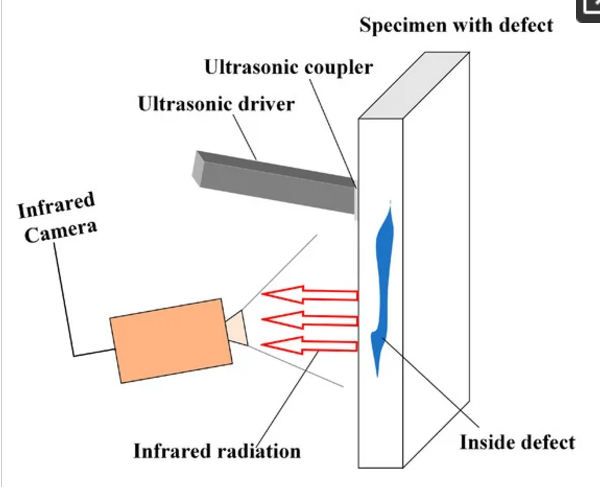 Specimen with defect
Ultrasonic coupler
Ultrasonic driver
Infrared
Camera
Infrared radiation
Inside defect